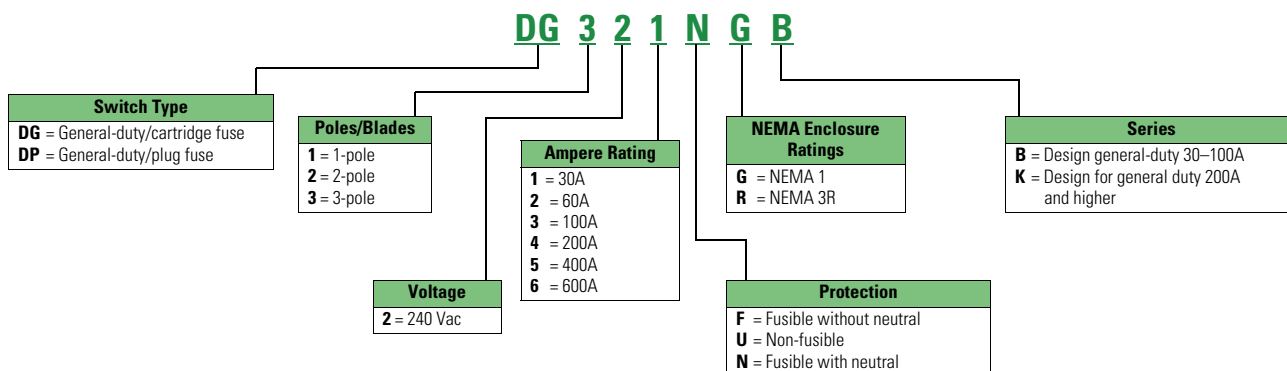 DG 3 2 1 N G B
Switch Type
DG = General-duty/cartridge fuse
DP = General-duty/plug fuse
Poles/Blades
1 = 1-pole
2 = 2-pole
3 = 3-pole
Voltage
2 = 240 Vac
Ampere Rating
1 = 30A
2 = 60A
3 = 100A
4 = 200A
5 = 400A
6 = 600A
NEMA Enclosure
Ratings
G = NEMA 1
R = NEMA 3R
Protection
F = Fusible without neutral
U = Non-fusible
N = Fusible with neutral
Series
B = Design general-duty 30–100A
K = Design for general duty 200A
and higher